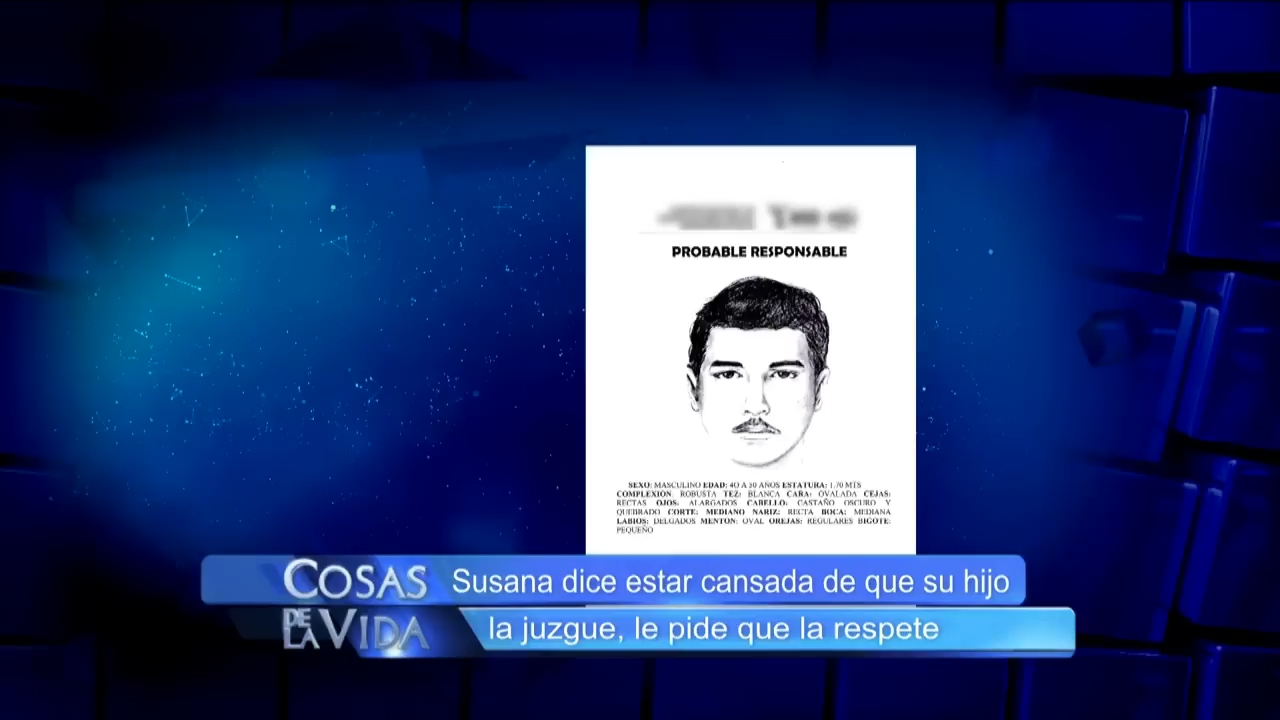 PROBABLE RESPONSABLE
SEXO: MASCULINO EDAD: 40 A 50 AÑOS ESTATURA: 1.70 MTS
COMPLEXION: ROBUSTA TEZ: BLANCA CARA: OVALADA CEJAS:
RECTAS OJOS: ALARGADOS CABELLO: CASTAÑO OSCURO Y
QUEBRADO CORTE: MEDIANO NARIZ: RECTA BOCA: MEDIANA
LABIOS: DELGADOS MENTON: OVAL OREJAS: REGULARES BIGOTE:
PEQUEÑO
COSAS DE LA VIDA
Susana dice estar cansada de que su hijo
la juzgue, le pide que la respete